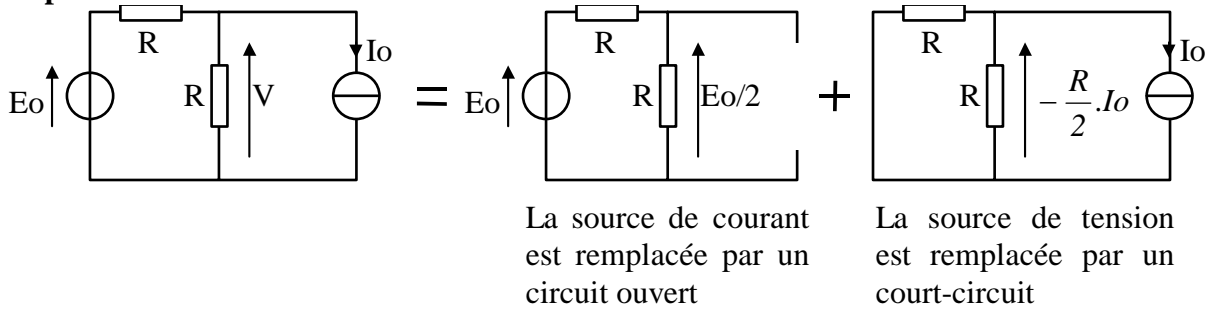 R
R
R
Io
Io
Eo
R
V
=
Eo
R
Eo/2
+
R
- R/2 .Io
La source de courant
est remplacée par un
circuit ouvert
La source de tension
est remplacée par un
court-circuit